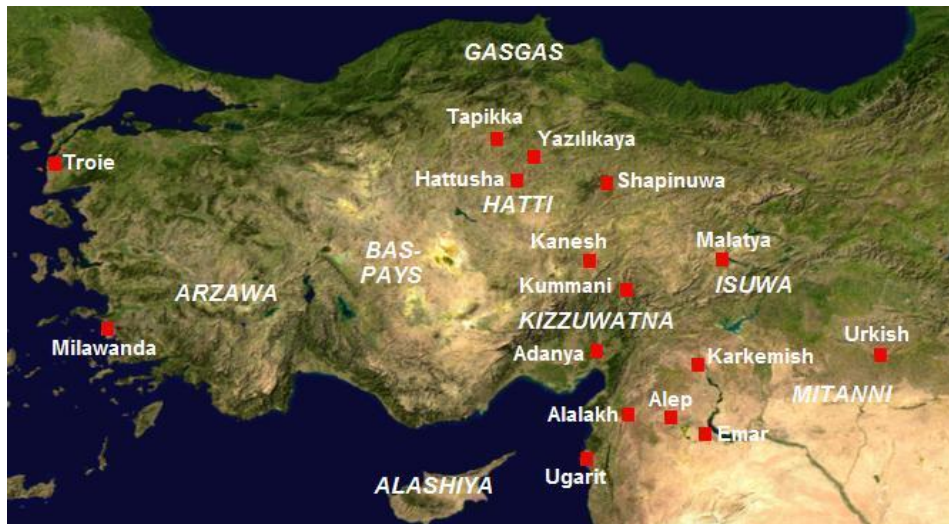 GASGAS
Tapikka
Yazılıkaya
Troie
Hattusha
Shapinuwa
HATTI
Kanesh
Malatya
BAS-
PAYS
Kummani
ISUWA
ARZAWA
KIZZUWATNA
Milawanda
Adanya
Karkemish
Urkish
MITANNI
Alalakh
Alep
Emar
Ugarit
ALASHIYA